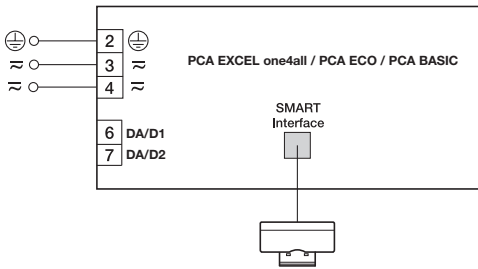 2
3
4
PCA EXCEL one4all / PCA ECO / PCA BASIC
SMART
Interface
6 DA/D1
7 DA/D2